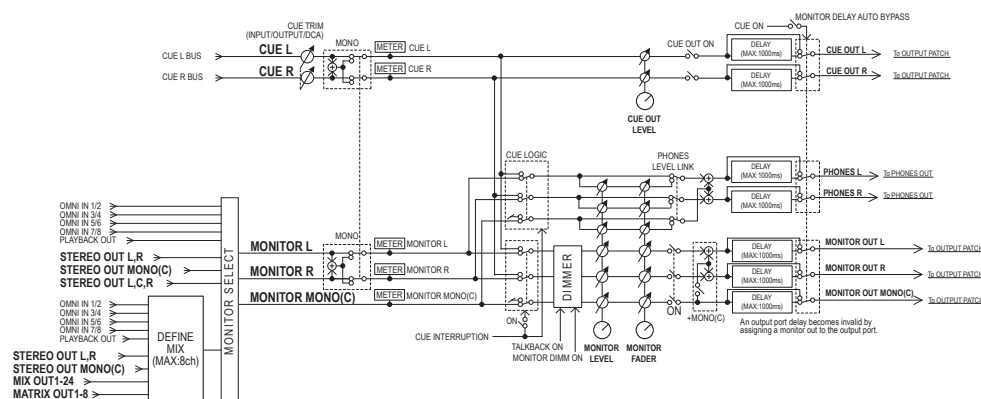 CUE TRIM
(INPUT/OUTPUT/DCA)
MONO
CUE ON
MONITOR DELAY AUTO BYPASS
CUE L BUS
CUE L
METER CUE L
CUE OUT ON
DELAY
(MAX:1000ms)
CUE OUT L
To OUTPUT PATCH
CUE R BUS
CUE R
METER CUE R
DELAY
(MAX:1000ms)
CUE OUT R
To OUTPUT PATCH
CUE OUT
LEVEL
CUE LOGIC
PHONES
LEVEL LINK
DELAY
(MAX:1000ms)
PHONES L
To PHONES OUT
DELAY
(MAX:1000ms)
PHONES R
To PHONES OUT
OMNI IN 1/2
OMNI IN 3/4
OMNI IN 5/6
OMNI IN 7/8
PLAYBACK OUT
STEREO OUT L,R
STEREO OUT MONO(C)
STEREO OUT L,C,R
MONITOR SELECT
MONO
MONITOR L
METER MONITOR L
MONITOR R
METER MONITOR R
MONITOR MONO(C)
METER MONITOR MONO(C)
DIMMER
DELAY
(MAX:1000ms)
MONITOR OUT L
To OUTPUT PATCH
DELAY
(MAX:1000ms)
MONITOR OUT R
To OUTPUT PATCH
DELAY
(MAX:1000ms)
MONITOR OUT MONO(C)
To OUTPUT PATCH
ON
ON
+MONO(C)
An output port delay becomes invalid by
assigning a monitor out to the output port.
CUE INTERRUPTION
TALKBACK ON
MONITOR DIMM ON
MONITOR
LEVEL
MONITOR
FADER
OMNI IN 1/2
OMNI IN 3/4
OMNI IN 5/6
OMNI IN 7/8
PLAYBACK OUT
STEREO OUT L,R
STEREO OUT MONO(C)
MIX OUT1-24
MATRIX OUT1-8
DEFINE
MIX
(MAX:8ch)